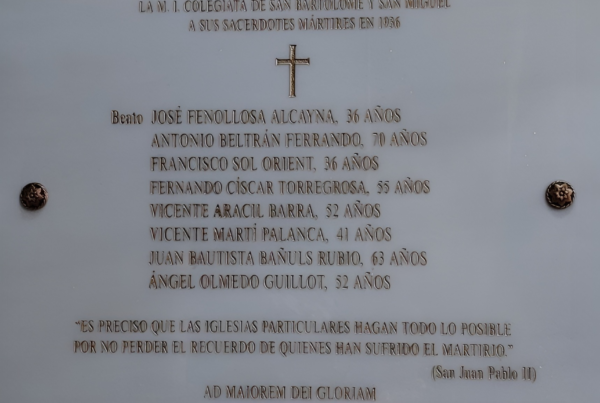 LA M. I. COLEGIATA DE SAN BARTOLOMÉ Y SAN MIGUEL
A SUS SACERDOTES MÁRTIRES EN 1936
Beato JOSÉ FENOLLOSA ALCAYNA, 36 AÑOS
ANTONIO BELTRÁN FERRANDO, 70 AÑOS
FRANCISCO SOL ORIENT, 36 AÑOS
FERNANDO CÍSCAR TORREGROSA, 55 AÑOS
VICENTE ARACIL BARRA, 52 AÑOS
VICENTE MARTÍ PALANCA, 41 AÑOS
JUAN BAUTISTA BAÑULS RUBIO, 63 AÑOS
ÁNGEL OLMEDO GUILLOT, 52 AÑOS
"ES PRECISO QUE LAS IGLESIAS PARTICULARES HAGAN TODO LO POSIBLE
POR NO PERDER EL RECUERDO DE QUIENES HAN SUFRIDO EL MARTIRIO."
(San Juan Pablo II)
AD MAIOREM DEI GLORIAM